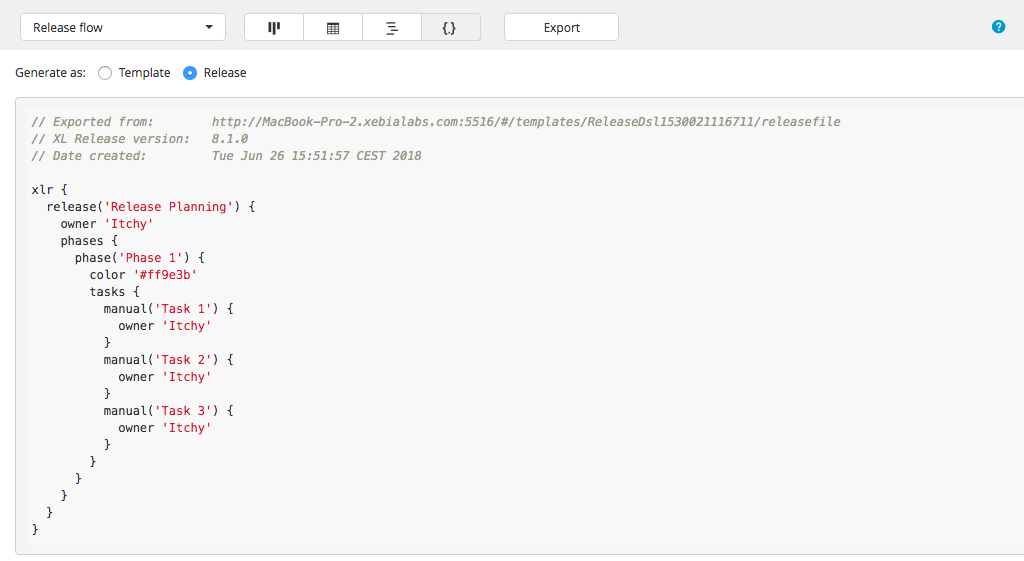 Release flow
{.}
Export
?
Generate as: Template Release
// Exported from: http://MacBook-Pro-2.xebialabs.com:5516/#/templates/ReleaseDsl1530021116711/releasefile
// XL Release version: 8.1.0
// Date created: Tue Jun 26 15:51:57 CEST 2018
xlr {
  release('Release Planning') {
    owner 'Itchy'
    phases {
      phase('Phase 1') {
        color '#ff9e3b'
        tasks {
          manual('Task 1') {
            owner 'Itchy'
          }
          manual('Task 2') {
            owner 'Itchy'
          }
          manual('Task 3') {
            owner 'Itchy'
          }
        }
      }
    }
  }
}